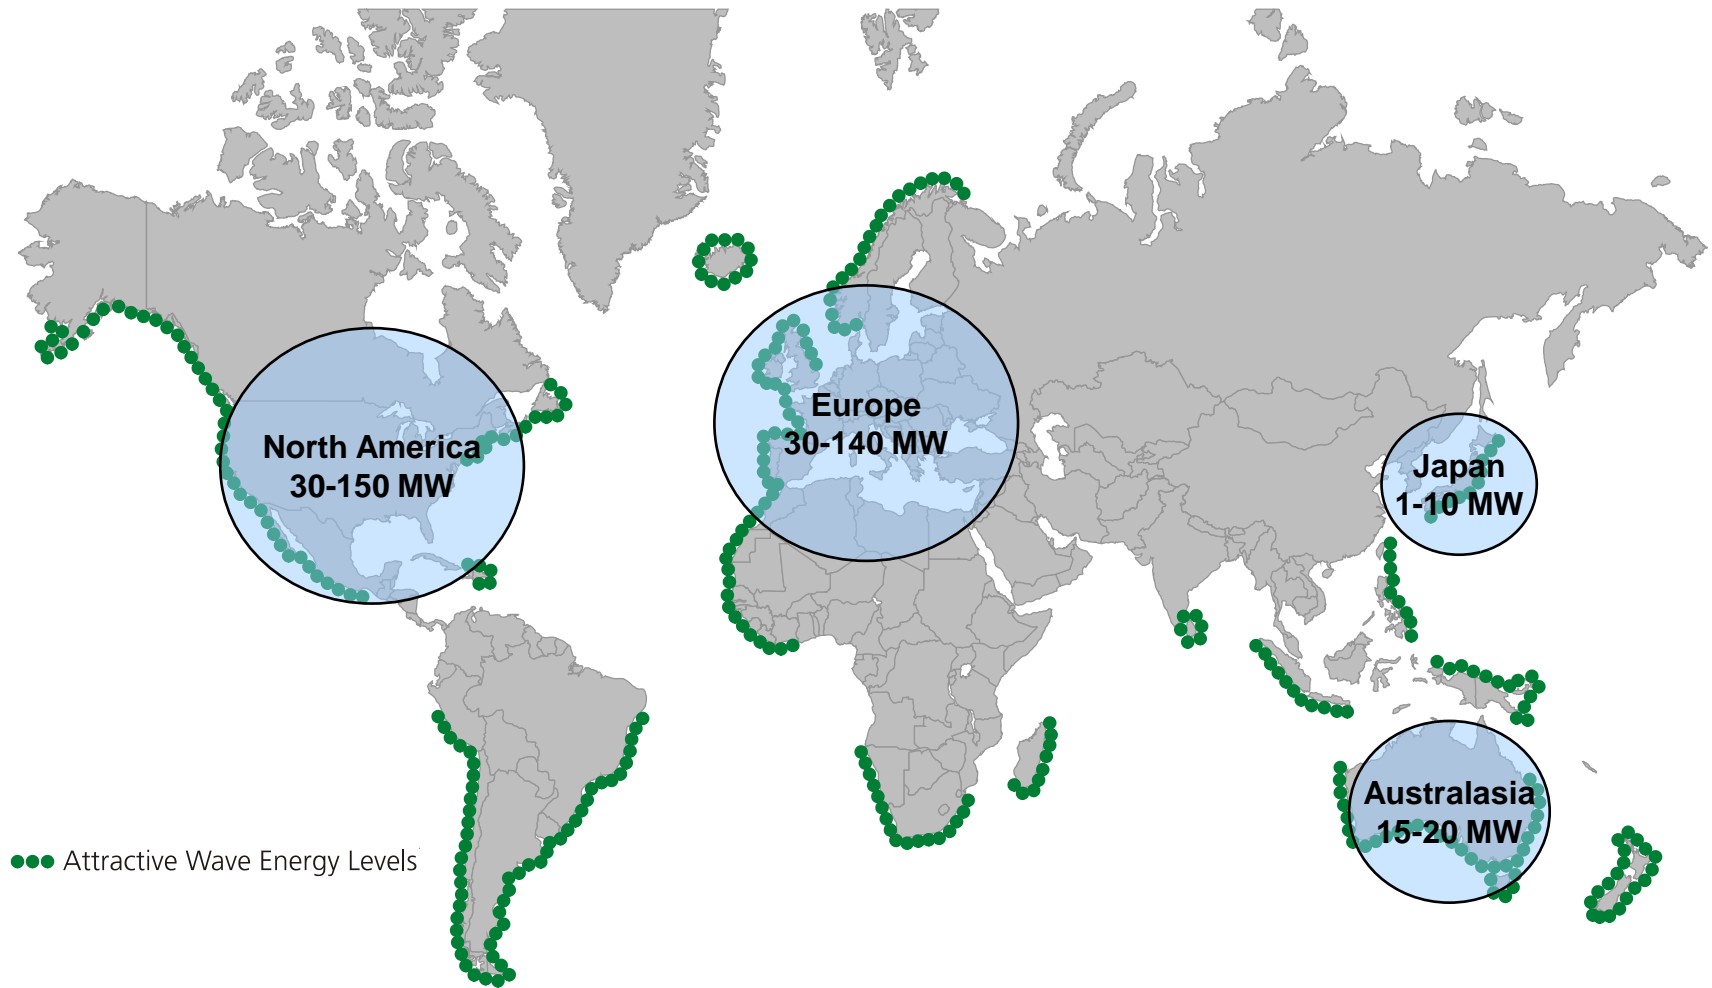 North America
30-150 MW
Europe
30-140 MW
Japan
1-10 MW
Australasia
15-20 MW
Attractive Wave Energy Levels